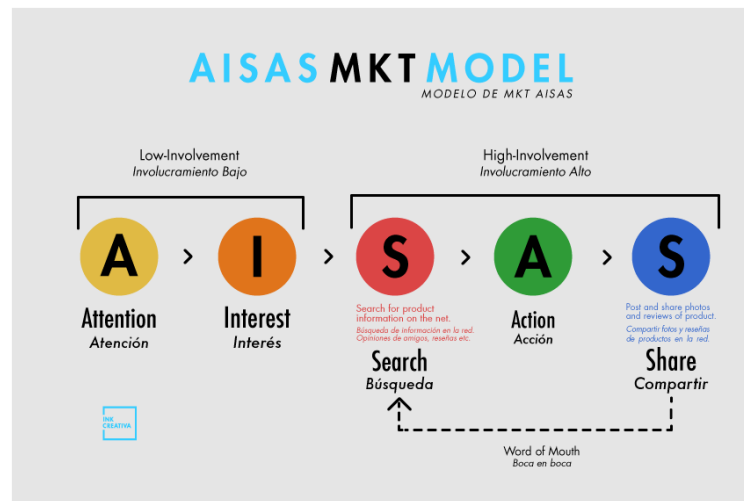 AISAS MKT MODEL
MODELO DE MKT AISAS
Low-Involvement
Involucramiento Bajo
High-Involvement
Involucramiento Alto
A > I > S > A > S
Attention
Atención
Interest
Interés
Search for product
information on the net.
Búsqueda de información en la red.
Opiniones de amigos, reseñas etc.
Search
Búsqueda
Action
Acción
Post and share photos
and reviews of product.
Compartir fotos y reseñas
de productos en la red.
Share
Compartir
Word of Mouth
Boca en boca
INK
CREATIVA